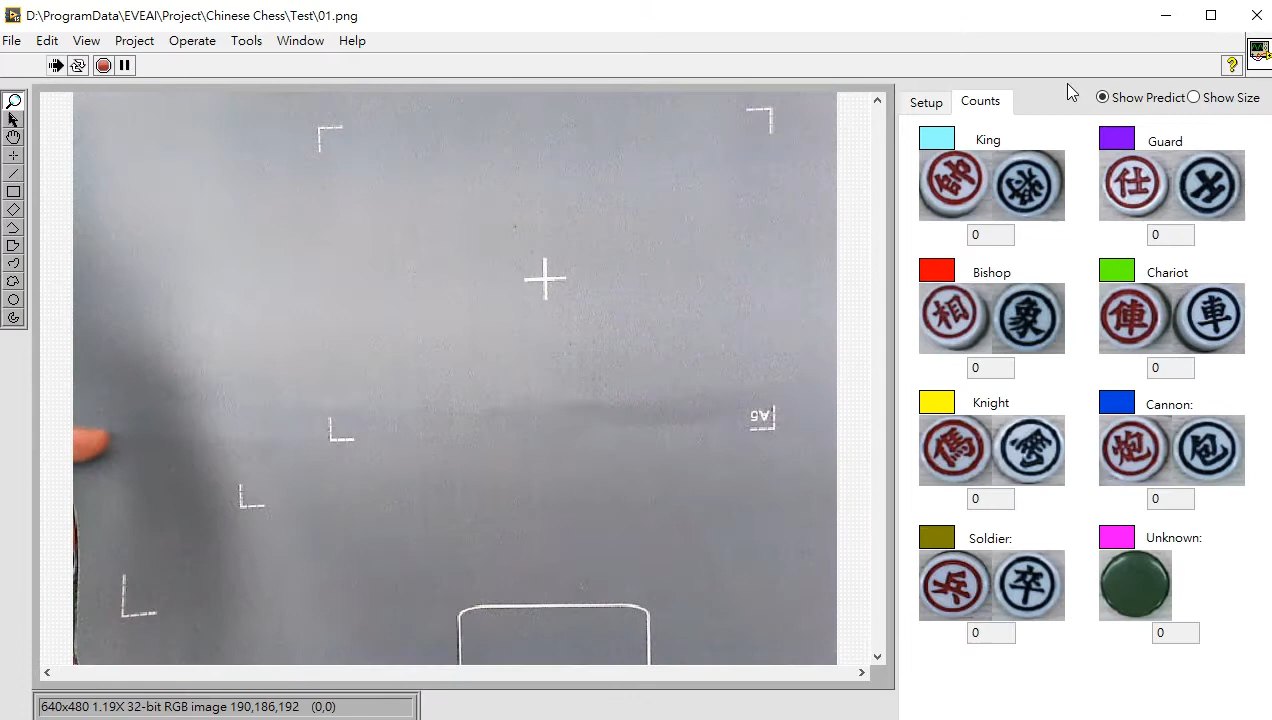 D:\ProgramData\EVEAI\Project\Chinese Chess\Test\01.png
File Edit View Project Operate Tools Window Help
Setup Counts Show Predict Show Size
King Guard
帥 將 仕 士
0 0
Bishop Chariot
相 象 俥 車
0 0
Knight Cannon:
傌 馬 炮 包
0 0
Soldier: Unknown:
兵 卒
0 0
A5
640x480 1.19X 32-bit RGB image 190,186,192 (0,0)